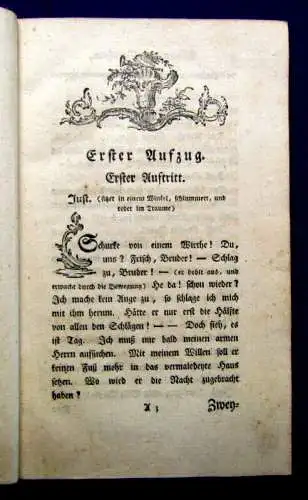 Erster Aufzug.
Erster Auftritt.
Just. (sitzet in einem Winkel, schlummert, und
redet im Traume)
Schurke von einem Wirthe! Du,
uns? Frisch, Bruder! — Schlag
zu, Bruder! — (er hohlt aus, und
erwacht durch die Bewegung) He da! schon wieder?
Ich mache kein Auge zu, so schlage ich mich
mit ihm herum. Hätte er nur erst die Hälfte
von allen den Schlägen! — — Doch sieh, es
ist Tag. Ich muß nur bald meinen armen
Herrn aufsuchen. Mit meinem Willen soll er
keinen Fuß mehr in das vermaledeyte Haus
setzen. Wo wird er die Nacht zugebracht
haben?
A 3
Zwey-